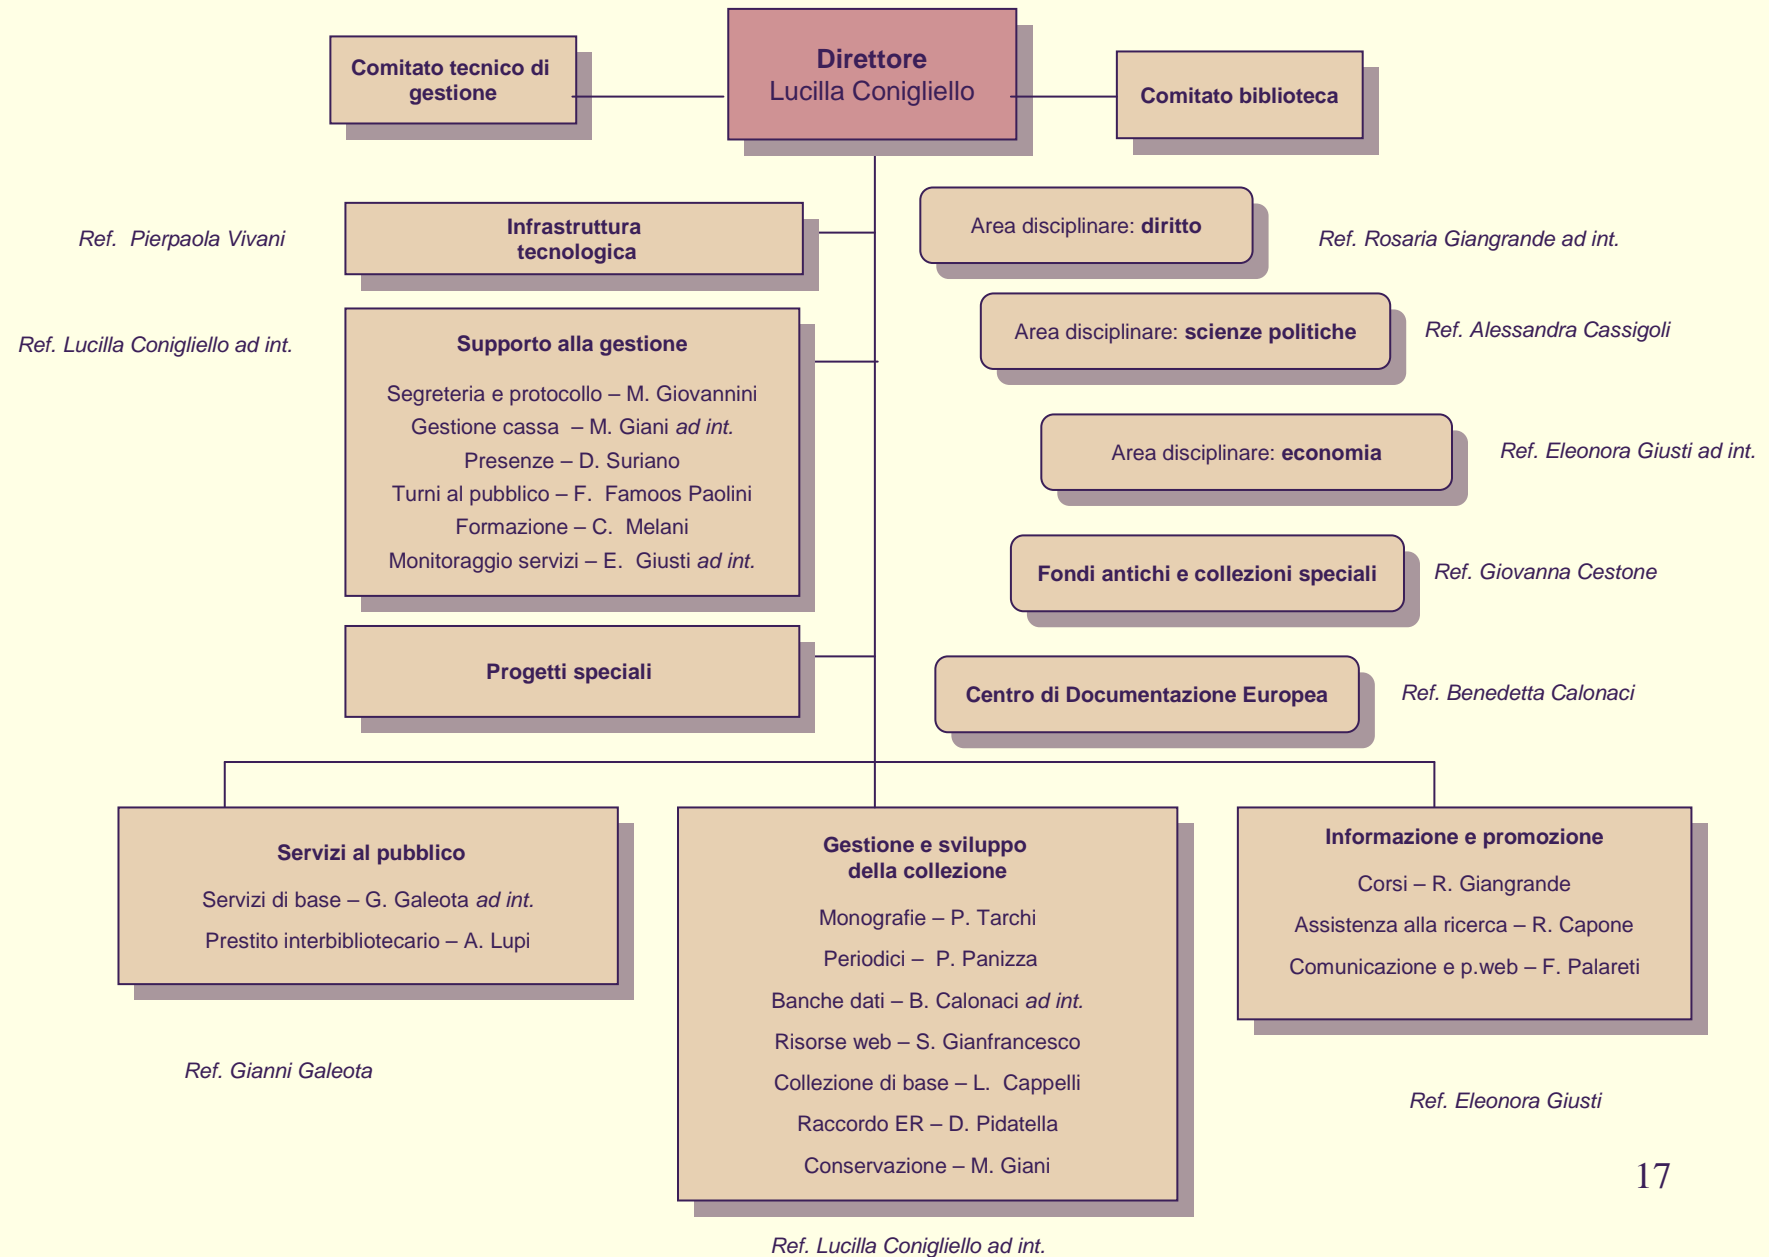 Comitato tecnico di
gestione
Direttore
Lucilla Conigliello
Comitato biblioteca
Ref. Pierpaola Vivani
Infrastruttura
tecnologica
Area disciplinare: diritto
Ref. Rosaria Giangrande ad int.
Ref. Lucilla Conigliello ad int.
Supporto alla gestione
Segreteria e protocollo – M. Giovannini
Gestione cassa – M. Giani ad int.
Presenze – D. Suriano
Turni al pubblico – F. Famoos Paolini
Formazione – C. Melani
Monitoraggio servizi – E. Giusti ad int.
Area disciplinare: scienze politiche
Ref. Alessandra Cassigoli
Area disciplinare: economia
Ref. Eleonora Giusti ad int.
Fondi antichi e collezioni speciali
Ref. Giovanna Cestone
Progetti speciali
Centro di Documentazione Europea
Ref. Benedetta Calonaci
Servizi al pubblico
Servizi di base – G. Galeota ad int.
Prestito interbibliotecario – A. Lupi
Ref. Gianni Galeota
Gestione e sviluppo
della collezione
Monografie – P. Tarchi
Periodici – P. Panizza
Banche dati – B. Calonaci ad int.
Risorse web – S. Gianfrancesco
Collezione di base – L. Cappelli
Raccordo ER – D. Pidatella
Conservazione – M. Giani
Ref. Lucilla Conigliello ad int.
Informazione e promozione
Corsi – R. Giangrande
Assistenza alla ricerca – R. Capone
Comunicazione e p.web – F. Palareti
Ref. Eleonora Giusti
17